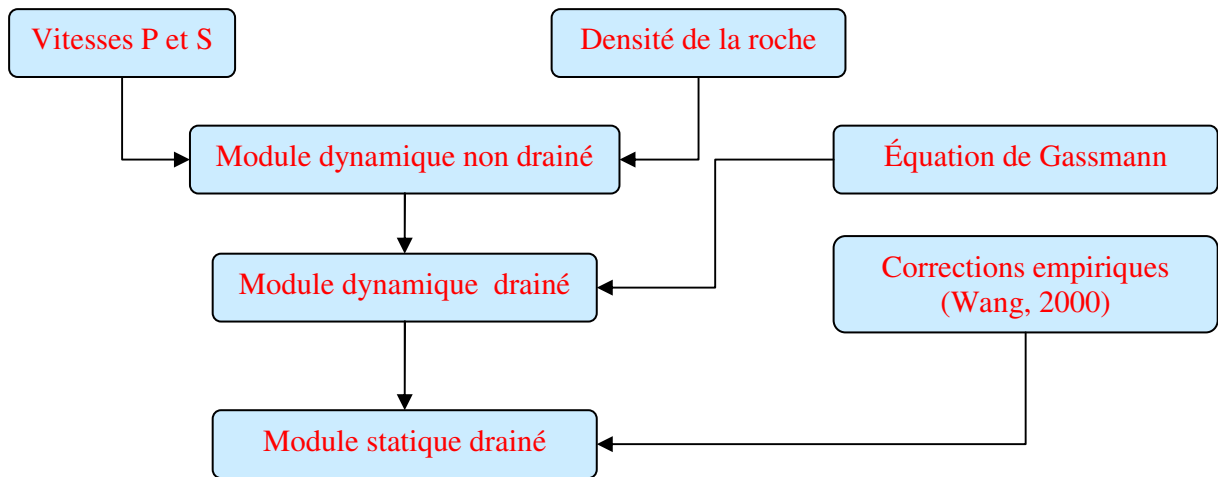 Vitesses P et S
Densité de la roche
Module dynamique non drainé
Équation de Gassmann
Module dynamique drainé
Corrections empiriques
(Wang, 2000)
Module statique drainé